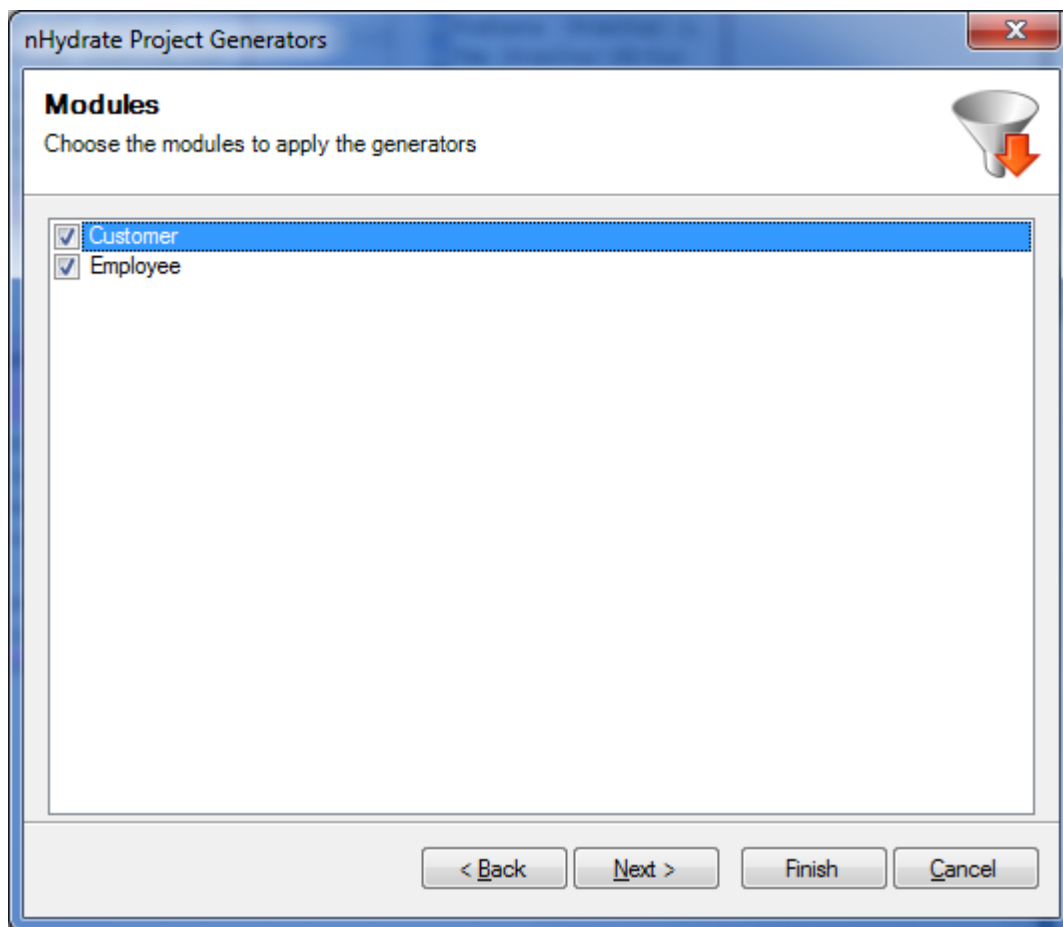 nHydrate Project Generators
Modules
Choose the modules to apply the generators
Customer
Employee
< Back Next > Finish Cancel